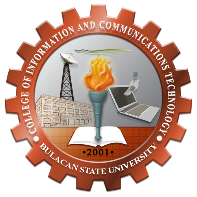 COLLEGE OF INFORMATION AND COMMUNICATIONS TECHNOLOGY
• BULACAN STATE UNIVERSITY •
•2001•